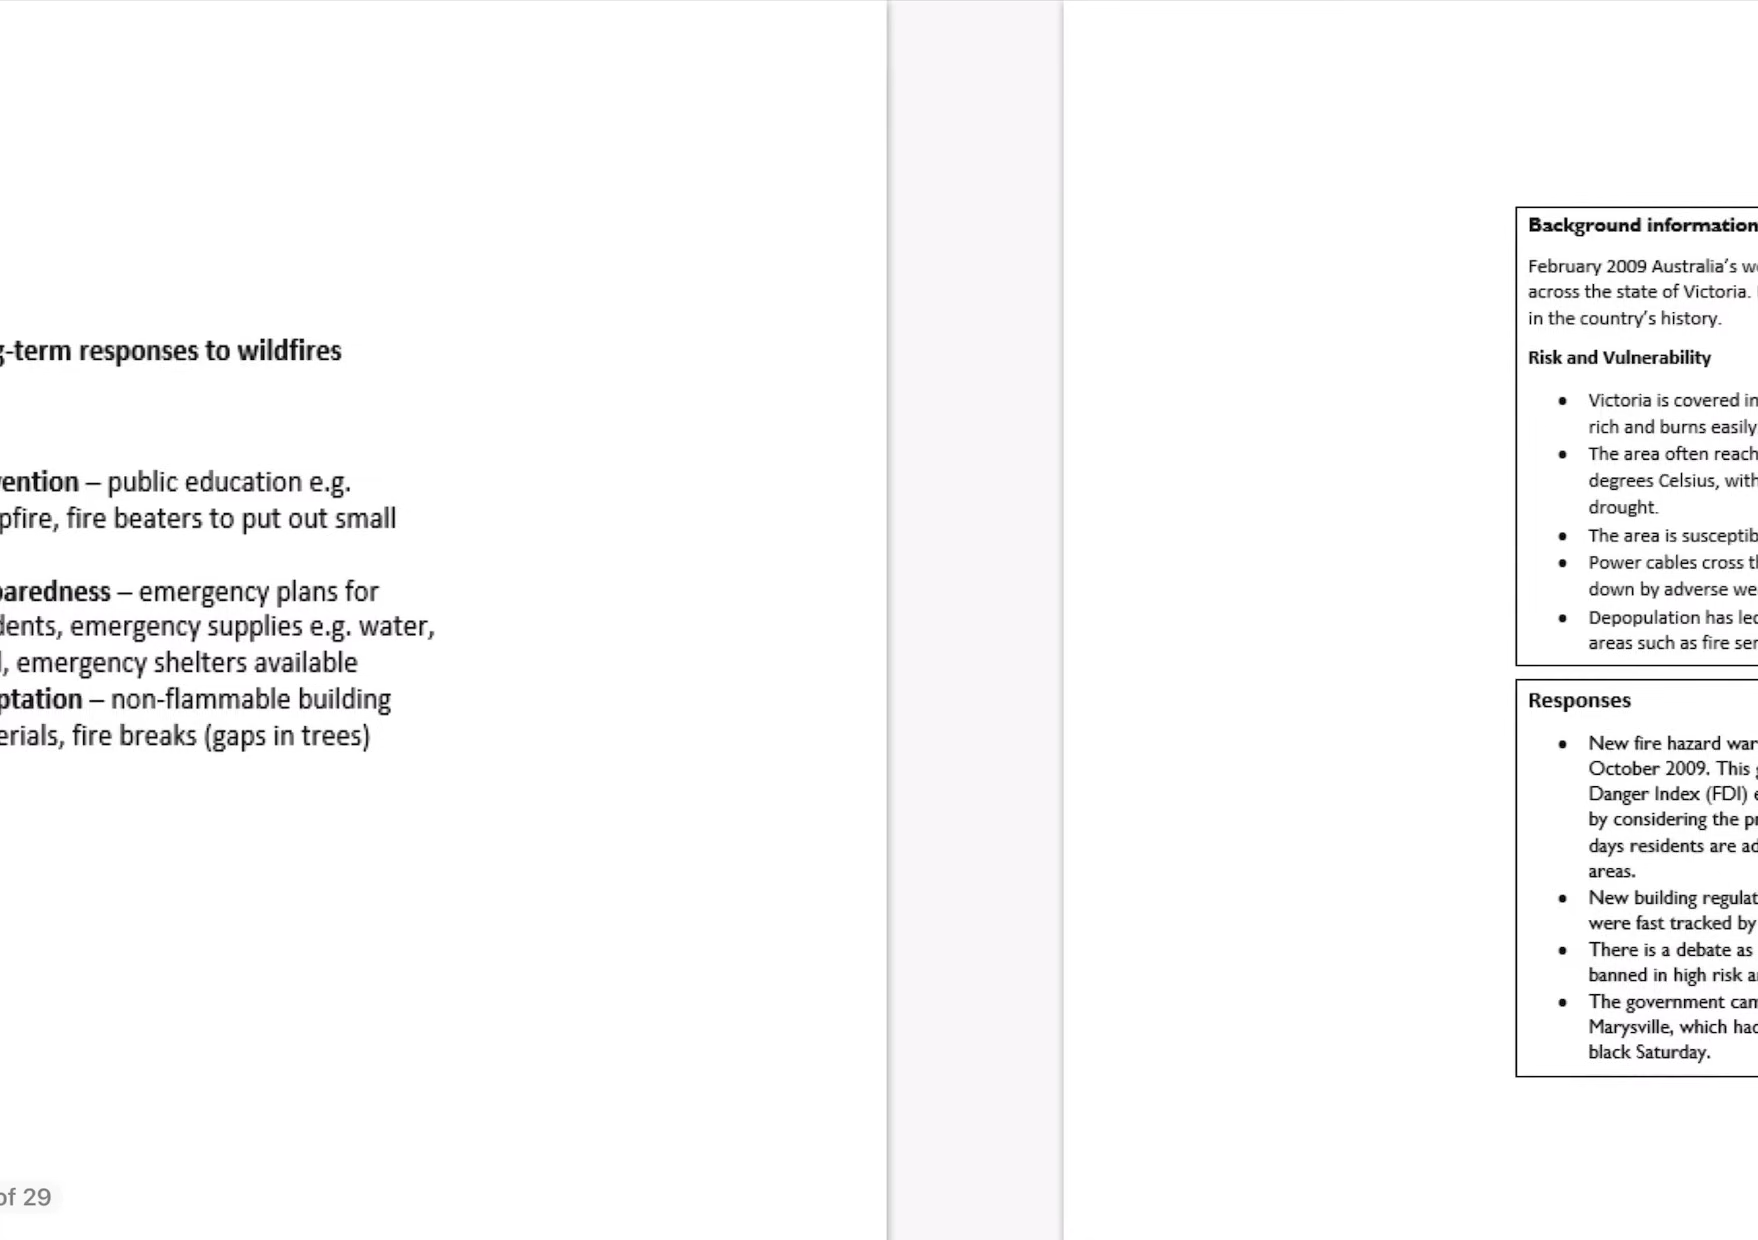 g-term responses to wildfires
vention – public education e.g.
pfire, fire beaters to put out small
paredness – emergency plans for
dents, emergency supplies e.g. water,
l, emergency shelters available
ptation – non-flammable building
erials, fire breaks (gaps in trees)
of 29
Background information
February 2009 Australia's wo
across the state of Victoria.
in the country's history.
Risk and Vulnerability
• Victoria is covered in
rich and burns easily
• The area often reach
degrees Celsius, with
drought.
• The area is susceptib
• Power cables cross th
down by adverse wea
• Depopulation has led
areas such as fire ser
Responses
• New fire hazard war
October 2009. This g
Danger Index (FDI) e
by considering the pr
days residents are ad
areas.
• New building regulat
were fast tracked by
• There is a debate as
banned in high risk a
• The government cam
Marysville, which had
black Saturday.